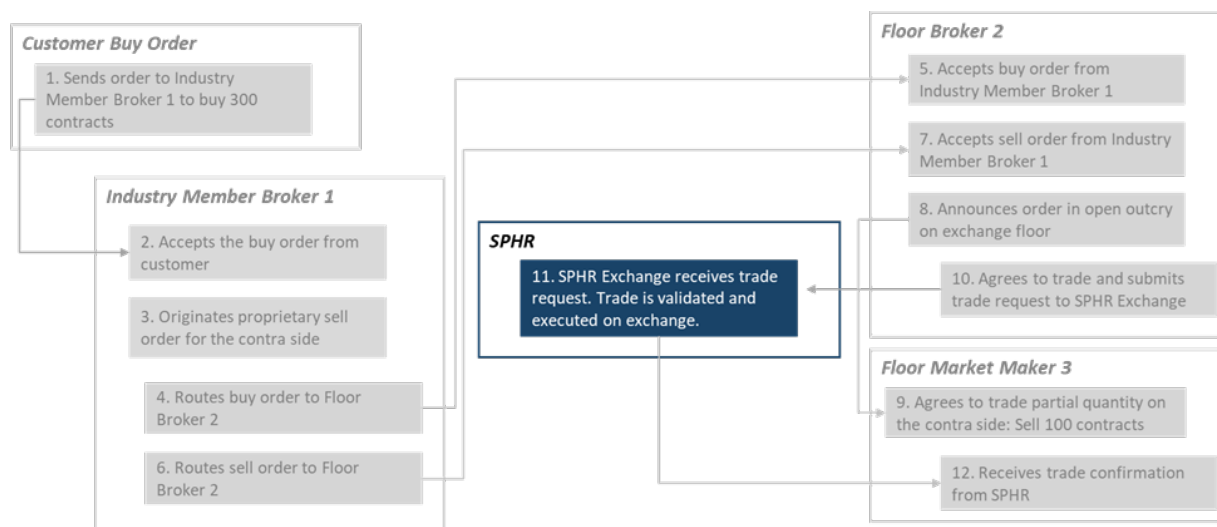 Customer Buy Order
1. Sends order to Industry
Member Broker 1 to buy 300
contracts
Industry Member Broker 1
2. Accepts the buy order from
customer
3. Originates proprietary sell
order for the contra side
4. Routes buy order to Floor
Broker 2
6. Routes sell order to Floor
Broker 2
SPHR
11. SPHR Exchange receives trade
request. Trade is validated and
executed on exchange.
Floor Broker 2
5. Accepts buy order from
Industry Member Broker 1
7. Accepts sell order from Industry
Member Broker 1
8. Announces order in open outcry
on exchange floor
10. Agrees to trade and submits
trade request to SPHR Exchange
Floor Market Maker 3
9. Agrees to trade partial quantity on
the contra side: Sell 100 contracts
12. Receives trade confirmation
from SPHR